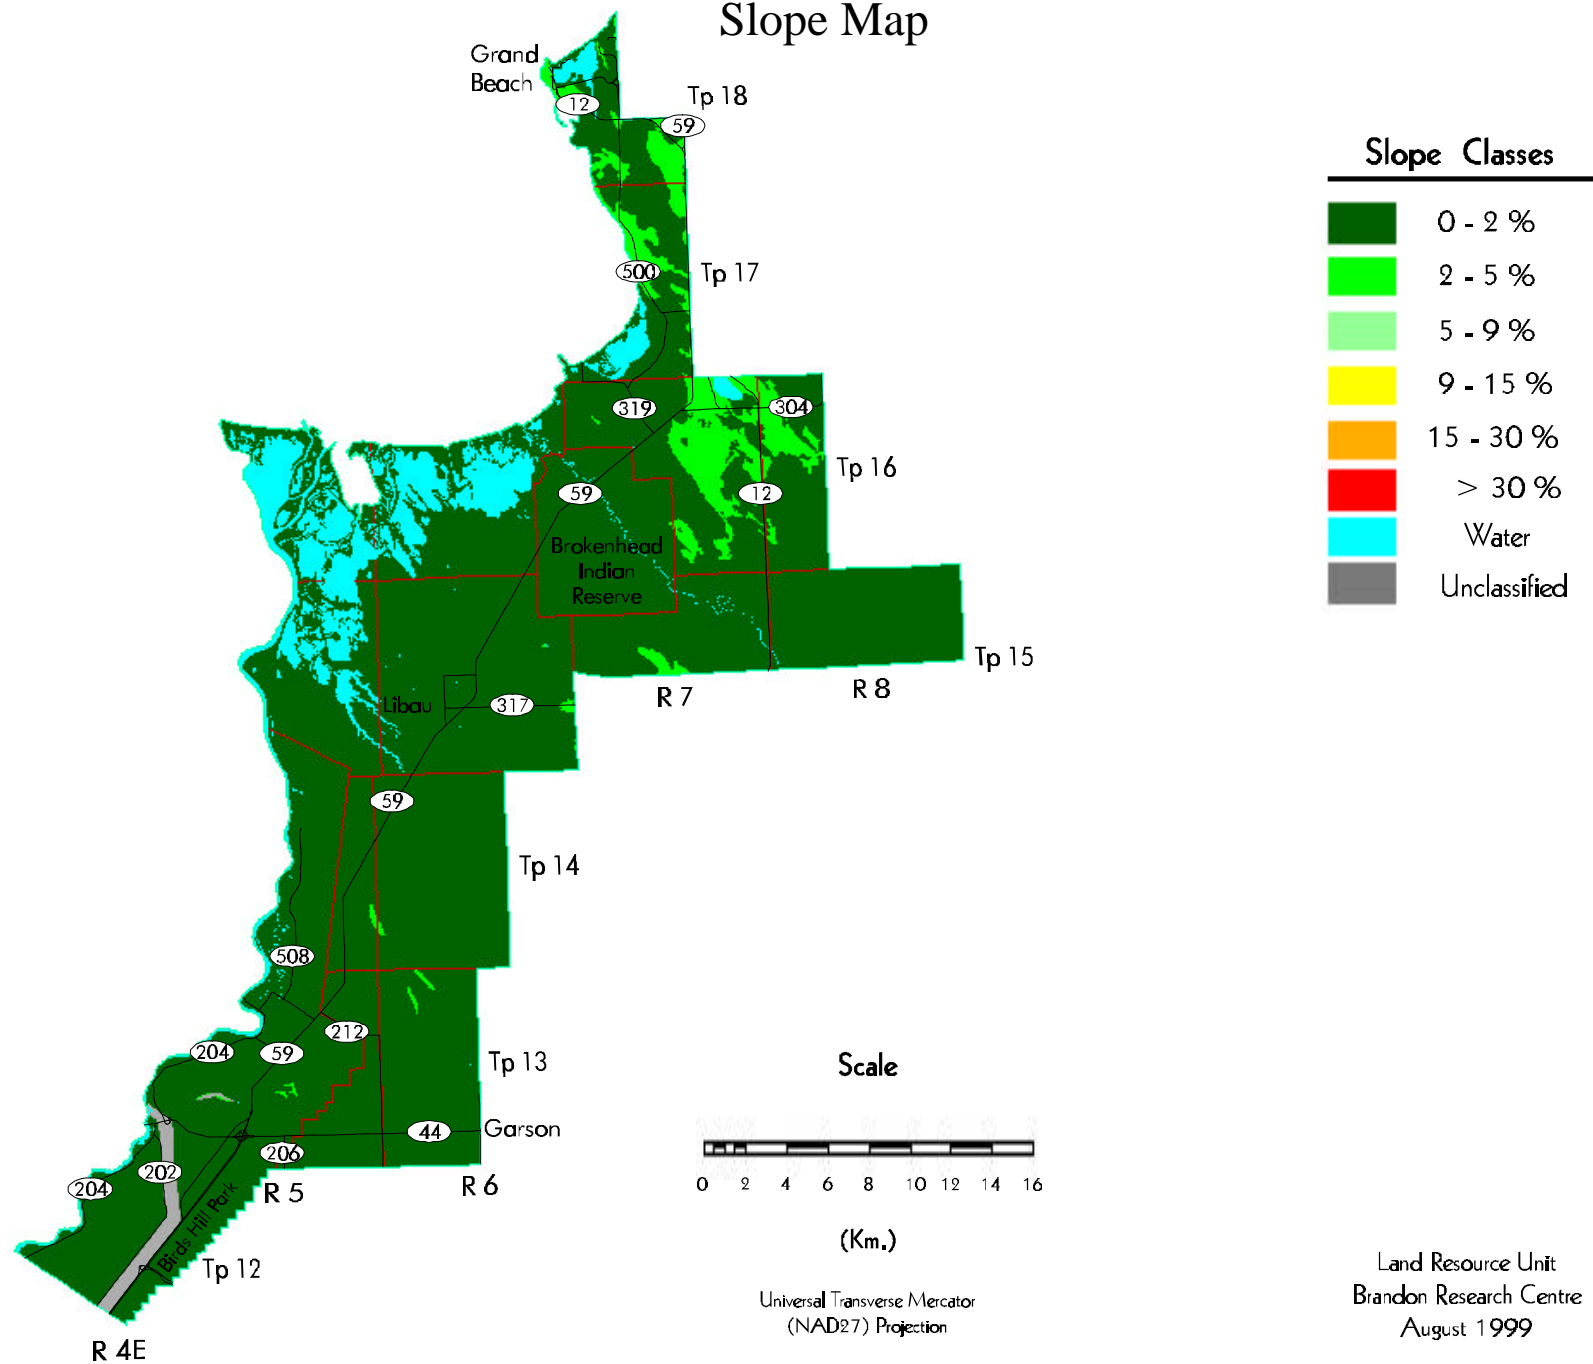 Slope Map
Grand
Beach
12
Tp 18
59
500
Tp 17
319
304
Tp 16
59
12
Brokenhead
Indian
Reserve
Tp 15
R 7
R 8
Libau
317
59
Tp 14
508
212
204
59
Tp 13
44
Garson
206
202
204
R 5
R 6
Birds Hill Park
Tp 12
R 4E
Slope Classes
0 - 2 %
2 - 5 %
5 - 9 %
9 - 15 %
15 - 30 %
> 30 %
Water
Unclassified
Scale
0 2 4 6 8 10 12 14 16
(Km.)
Universal Transverse Mercator
(NAD27) Projection
Land Resource Unit
Brandon Research Centre
August 1999